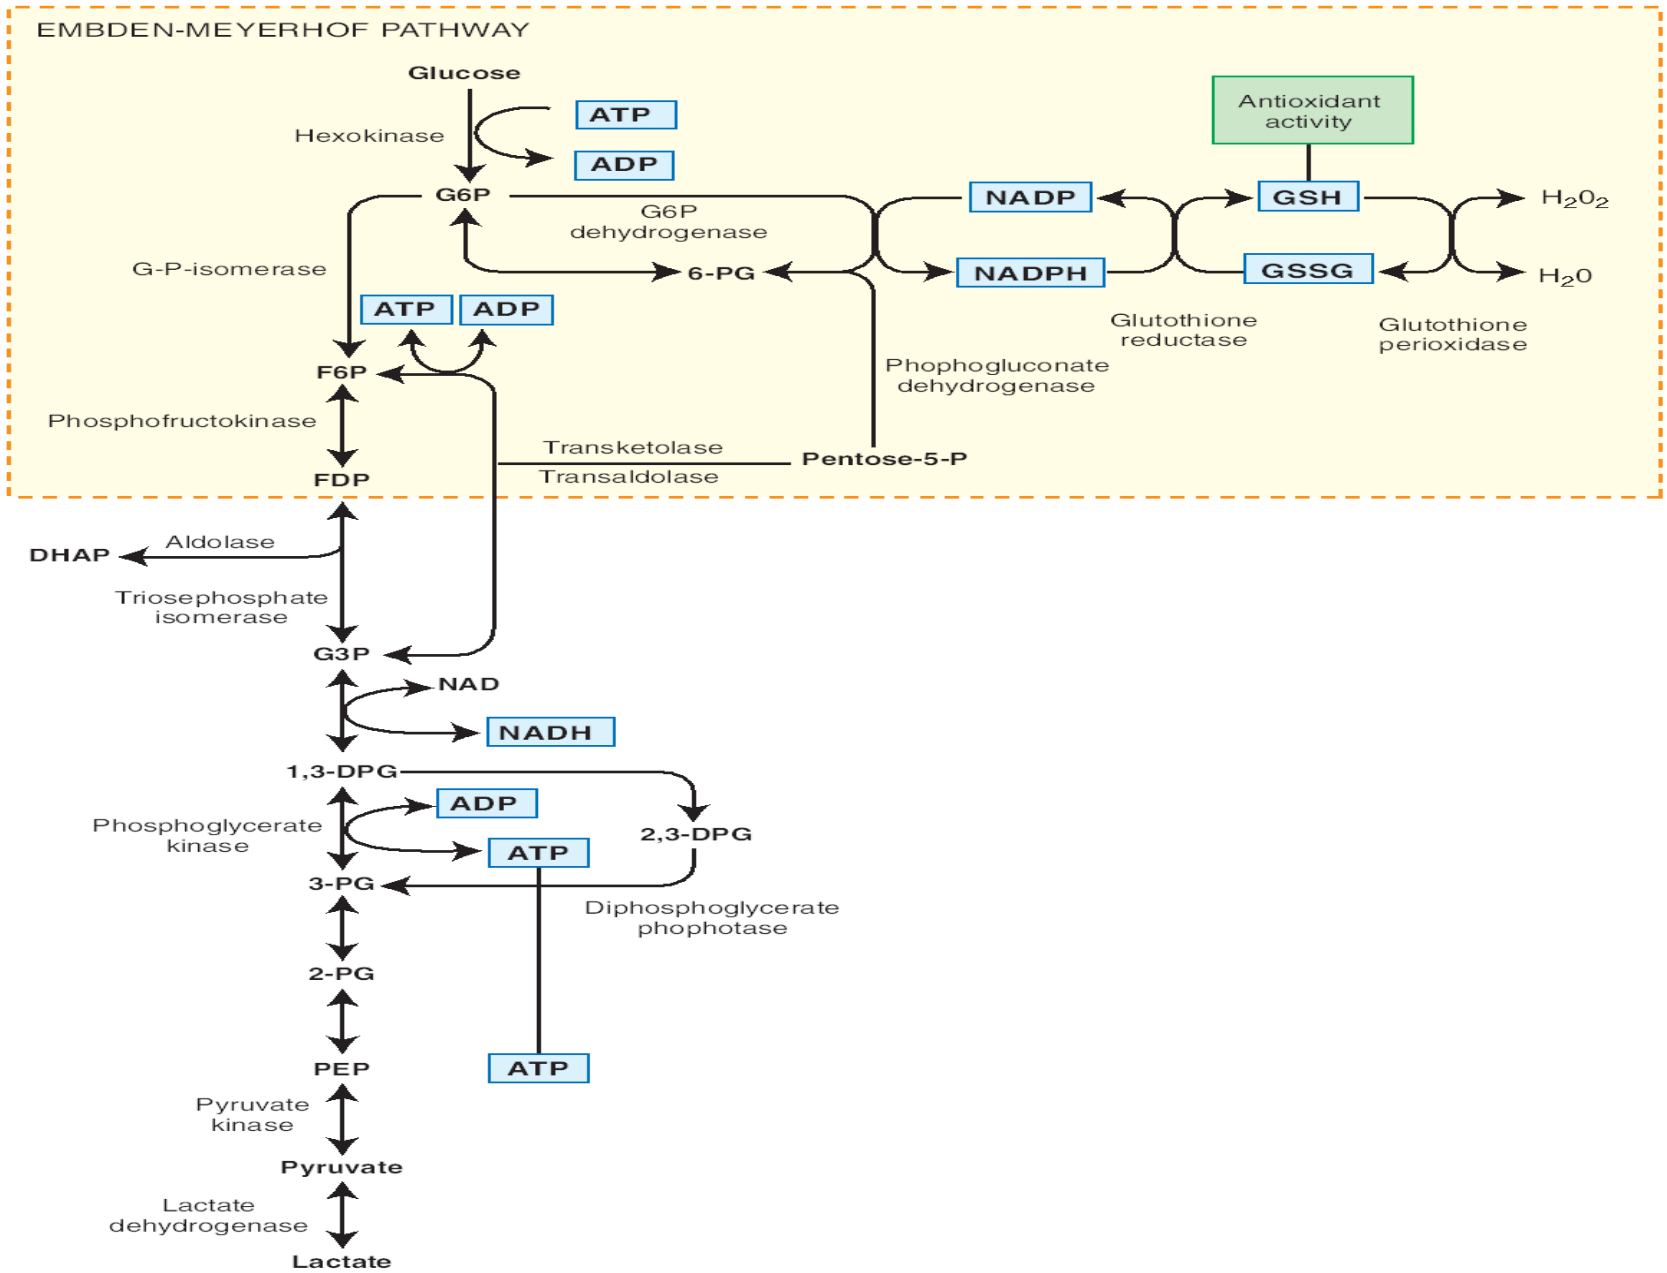 EMBDEN-MEYERHOF PATHWAY
Glucose
Hexokinase
ATP
ADP
Antioxidant
activity
G6P
G6P
dehydrogenase
NADP
GSH
H2O2
G-P-isomerase
6-PG
NADPH
GSSG
H2O
ATP
ADP
Glutothione
reductase
Glutothione
perioxidase
F6P
Phophogluconate
dehydrogenase
Phosphofructokinase
Transketolase
Transaldolase
Pentose-5-P
FDP
DHAP
Aldolase
Triosephosphate
isomerase
G3P
NAD
NADH
1,3-DPG
ADP
Phosphoglycerate
kinase
ATP
2,3-DPG
3-PG
Diphosphoglycerate
phophotase
2-PG
PEP
ATP
Pyruvate
kinase
Pyruvate
Lactate
dehydrogenase
Lactate